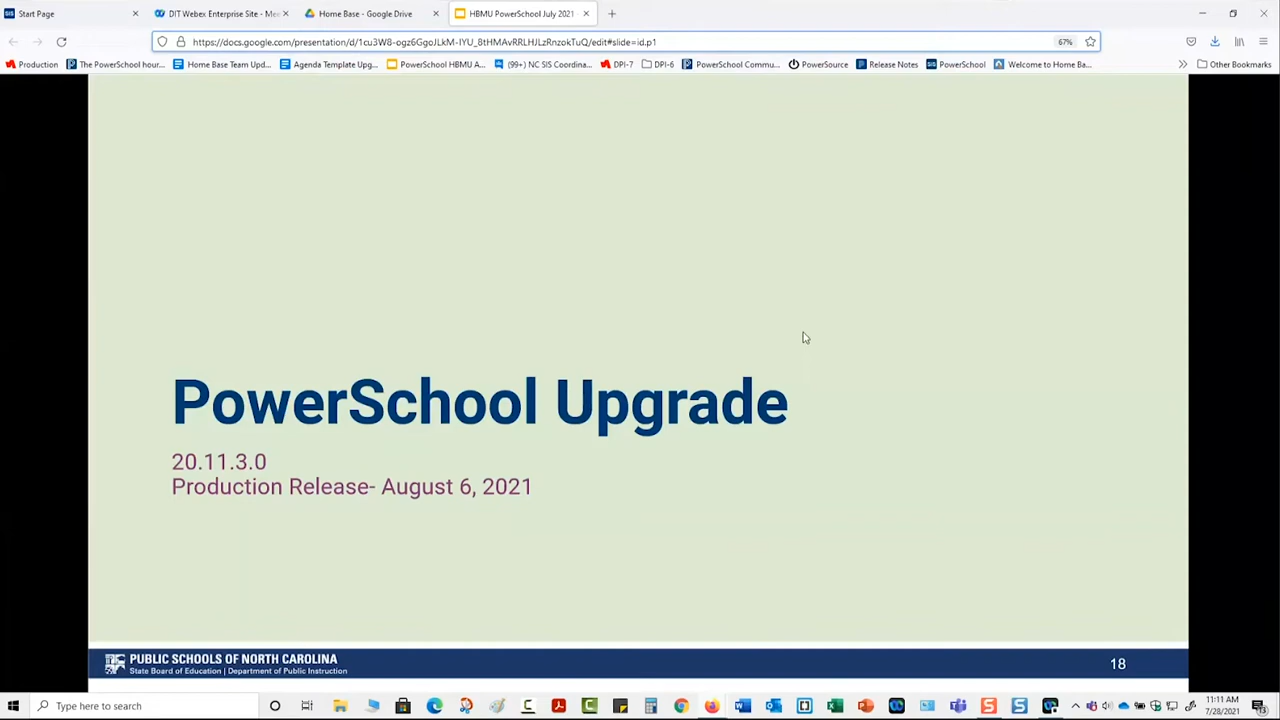 Start Page
DIT Webex Enterprise Site - Mee
Home Base - Google Drive
HBMU PowerSchool July 2021
https://docs.google.com/presentation/d/1cu3W8-ogz6GgoJLkM-IYU_8tHMAvRRLHJLzRnzokTuQ/edit#slide=id.p1
67%
Production
The PowerSchool hour...
Home Base Team Upd...
Agenda Template Upg...
PowerSchool HBMU A...
(99+) NC SIS Coordina...
DPI-7
DPI-6
PowerSchool Commu...
PowerSource
Release Notes
PowerSchool
Welcome to Home Ba...
Other Bookmarks
PowerSchool Upgrade
20.11.3.0
Production Release- August 6, 2021
PUBLIC SCHOOLS OF NORTH CAROLINA
State Board of Education | Department of Public Instruction
18
Type here to search
11:11 AM
7/28/2021